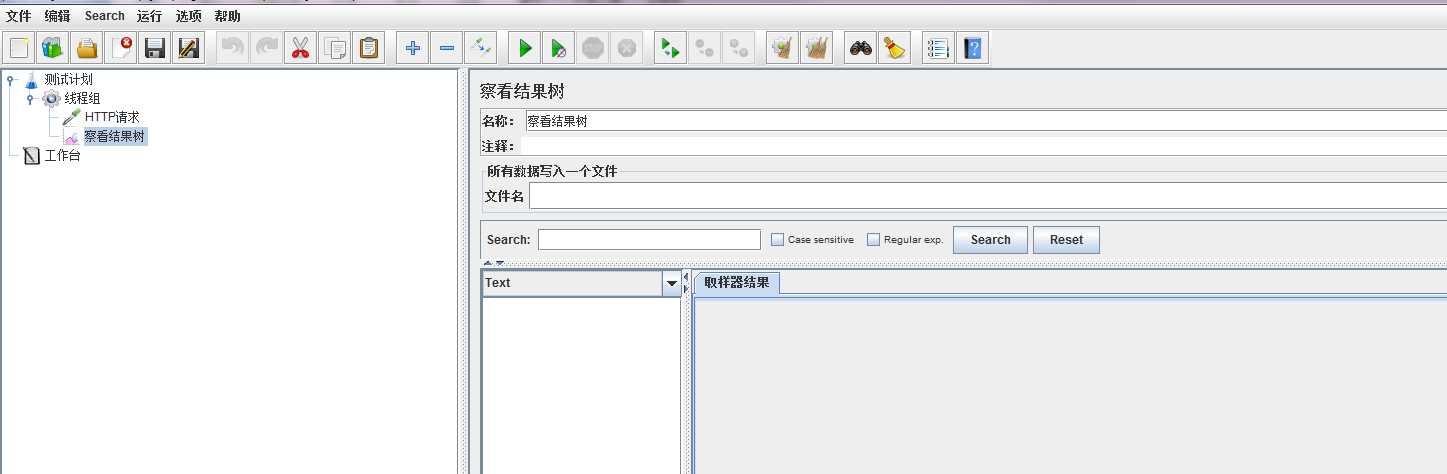 文件 编辑 Search 运行 选项 帮助
STOP
测试计划
线程组
HTTP请求
察看结果树
工作台
察看结果树
名称： 察看结果树
注释：
所有数据写入一个文件
文件名
Search: Case sensitive Regular exp. Search Reset
Text
取样器结果